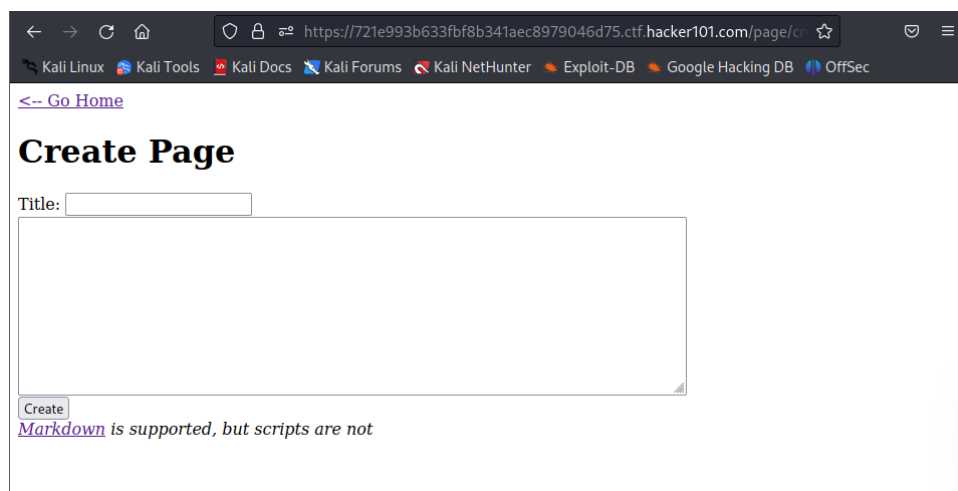 https://721e993b633fbf8b341aec8979046d75.ctf.hacker101.com/page/cr
Kali Linux Kali Tools Kali Docs Kali Forums Kali NetHunter Exploit-DB Google Hacking DB OffSec
<-- Go Home
Create Page
Title:
Create
Markdown is supported, but scripts are not